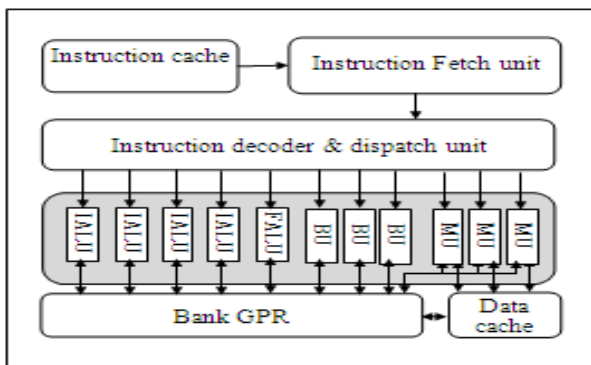 Instruction cache
Instruction Fetch unit
Instruction decoder & dispatch unit
IALU
IALU
IALU
IALU
FALU
BU
BU
BU
MU
MU
MU
Bank GPR
Data
cache